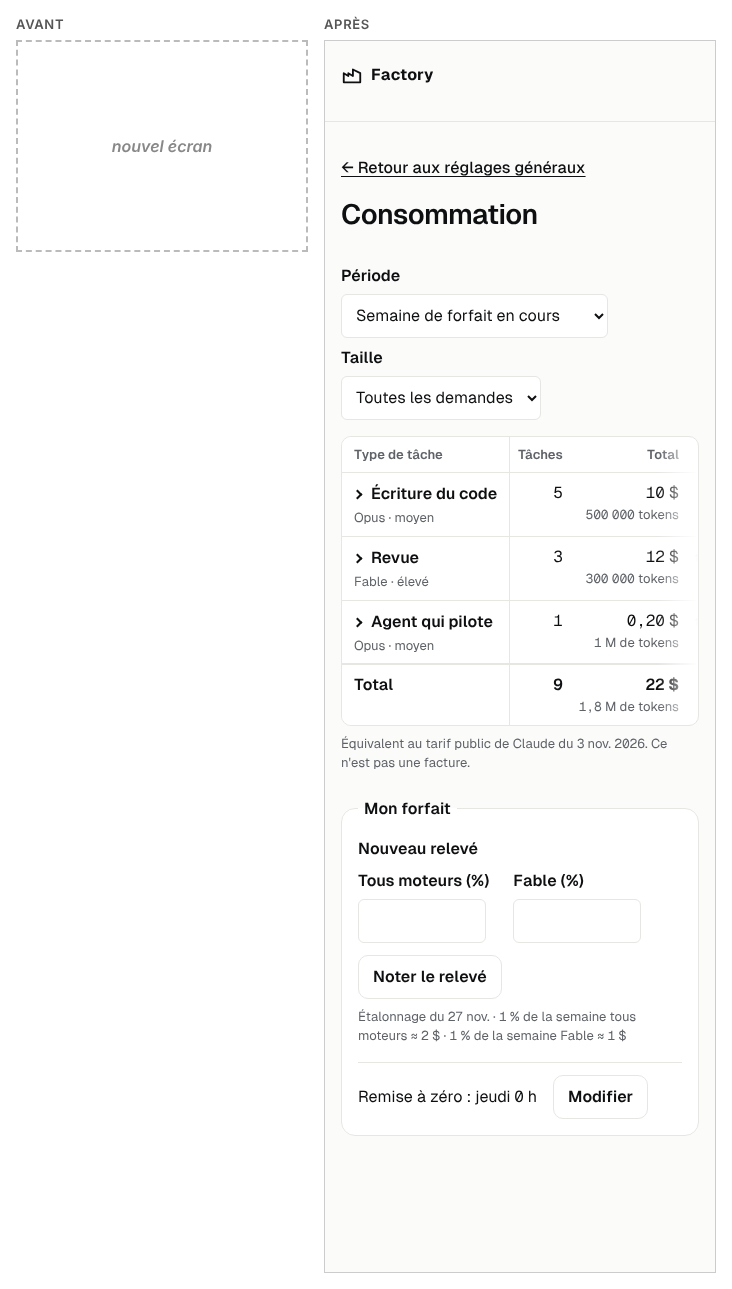 AVANT
APRÈS
nouvel écran
Factory
← Retour aux réglages généraux
Consommation
Période
Semaine de forfait en cours
Taille
Toutes les demandes
Type de tâche Tâches Total
Écriture du code 5 10 $
Opus · moyen 500 000 tokens
Revue 3 12 $
Fable · élevé 300 000 tokens
Agent qui pilote 1 0,20 $
Opus · moyen 1 M de tokens
Total 9 22 $
1,8 M de tokens
Équivalent au tarif public de Claude du 3 nov. 2026. Ce
n'est pas une facture.
Mon forfait
Nouveau relevé
Tous moteurs (%) Fable (%)
Noter le relevé
Étalonnage du 27 nov. · 1 % de la semaine tous
moteurs ≈ 2 $ · 1 % de la semaine Fable ≈ 1 $
Remise à zéro : jeudi 0 h Modifier